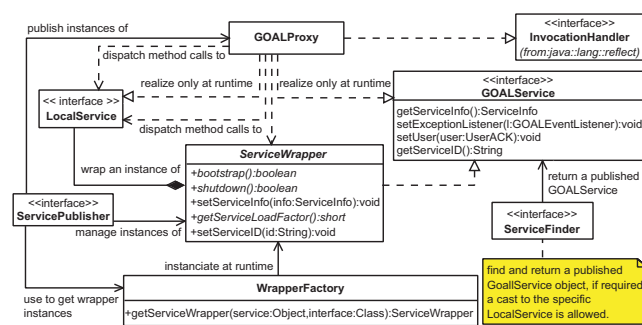 publish instances of
GOALProxy
<<interface>>
InvocationHandler
(from:java::lang::reflect)
dispatch method calls to
realize only at runtime
realize only at runtime
<< interface >>
LocalService
dispatch method calls to
<<interface>>
GOALService
getServiceInfo():ServiceInfo
setExceptionListener(l:GOALEventListener):void
setUser(user:UserACK):void
getServiceID():String
wrap an instance of
ServiceWrapper
+bootstrap():boolean
+shutdown():boolean
+setServiceInfo(info:ServiceInfo):void
+getServiceLoadFactor():short
+setServiceID(id:String):void
return a published
GOALService
<<interface>>
ServicePublisher
manage instances of
<<interface>>
ServiceFinder
instanciate at runtime
use to get wrapper
instances
WrapperFactory
+getServiceWrapper(service:Object,interface:Class):ServiceWrapper
find and return a published
GoallService object, if required
a cast to the specific
LocalService is allowed.